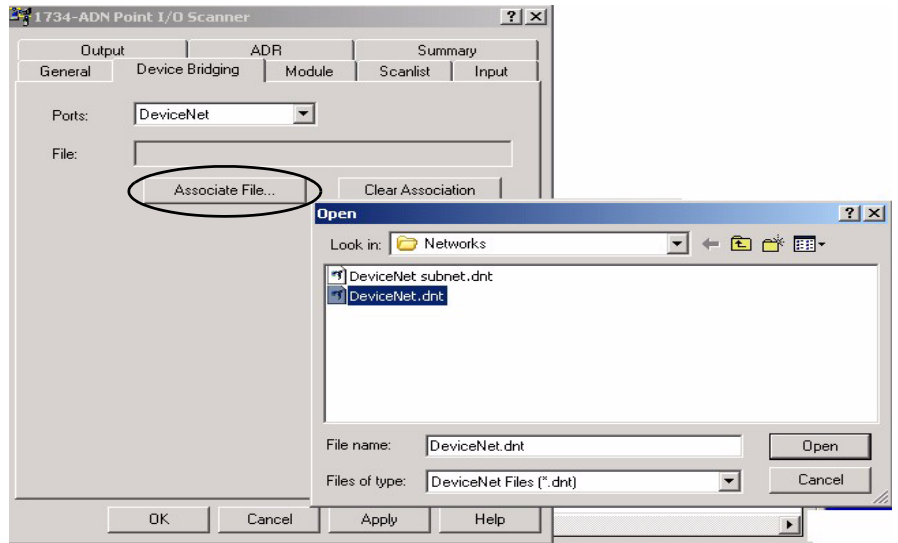 1734-ADN Point I/O Scanner
Output ADR Summary
General Device Bridging Module Scanlist Input
Ports: DeviceNet
File:
Associate File... Clear Association
Open
Look in: Networks
DeviceNet subnet.dnt
DeviceNet.dnt
File name: DeviceNet.dnt Open
Files of type: DeviceNet Files (*.dnt) Cancel
OK Cancel Apply Help